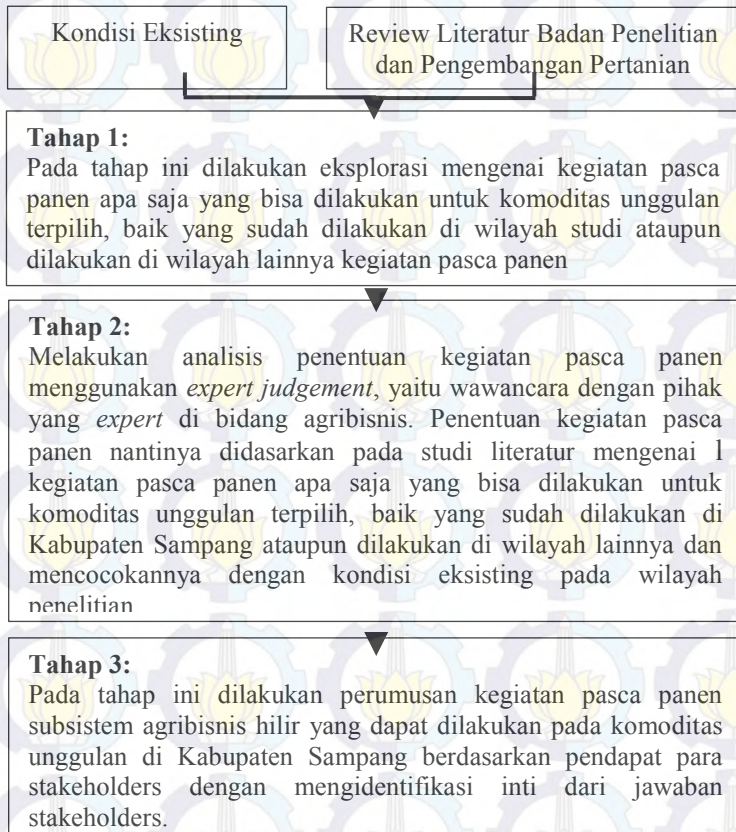 Kondisi Eksisting
Review Literatur Badan Penelitian
dan Pengembangan Pertanian
Tahap 1:
Pada tahap ini dilakukan eksplorasi mengenai kegiatan pasca
panen apa saja yang bisa dilakukan untuk komoditas unggulan
terpilih, baik yang sudah dilakukan di wilayah studi ataupun
dilakukan di wilayah lainnya kegiatan pasca panen
Tahap 2:
Melakukan analisis penentuan kegiatan pasca panen
menggunakan expert judgement, yaitu wawancara dengan pihak
yang expert di bidang agribisnis. Penentuan kegiatan pasca
panen nantinya didasarkan pada studi literatur mengenai l
kegiatan pasca panen apa saja yang bisa dilakukan untuk
komoditas unggulan terpilih, baik yang sudah dilakukan di
Kabupaten Sampang ataupun dilakukan di wilayah lainnya dan
mencocokannya dengan kondisi eksisting pada wilayah
penelitian
Tahap 3:
Pada tahap ini dilakukan perumusan kegiatan pasca panen
subsistem agribisnis hilir yang dapat dilakukan pada komoditas
unggulan di Kabupaten Sampang berdasarkan pendapat para
stakeholders dengan mengidentifikasi inti dari jawaban
stakeholders.